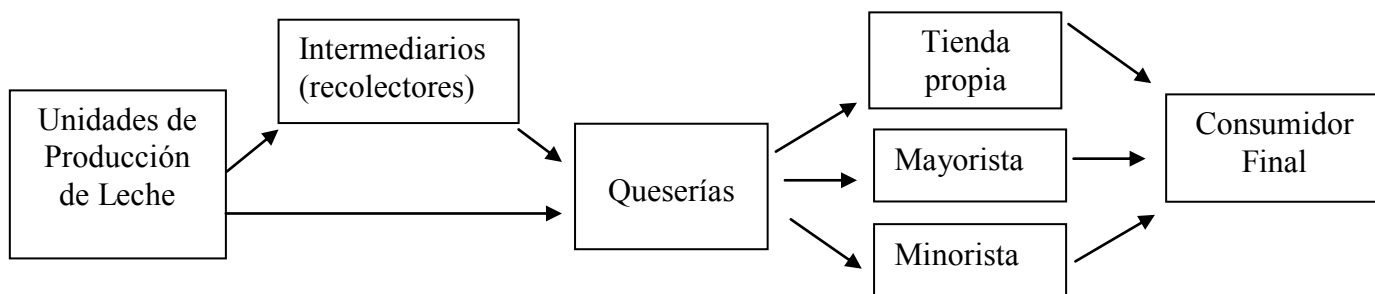 Unidades de
Producción
de Leche
Intermediarios
(recolectores)
Queserías
Tienda
propia
Mayorista
Minorista
Consumidor
Final